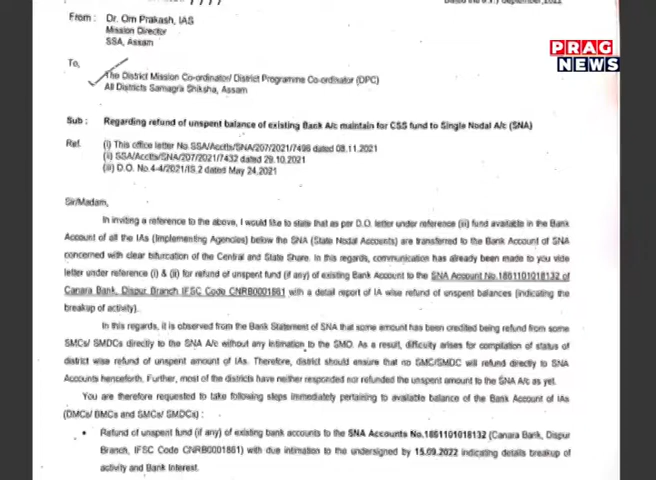 From : Dr. Om Prakash, IAS
Mission Director
SSA, Assam
PRAG
NEWS
To,
The District Mission Co-ordinator/ District Programme Co-ordinator (DPC)
All Districts Samagra Shiksha, Assam
Sub : Regarding refund of unspent balance of existing Bank A/c maintain for CSS fund to Single Nodal A/c (SNA)
Ref. (i) This office letter No.SSA/Acctts/SNA/207/2021/7496 dated 08.11.2021
(ii) SSA/Acctts/SNA/207/2021/7432 dated 29.10.2021
(iii) D.O. No.4-4/2021/IS.2 dated May 24,2021
Sir/Madam,
In inviting a reference to the above, I would like to state that as per D.O. letter under reference (iii) fund available in the Bank
Account of all the IAs (Implementing Agencies) below the SNA (State Nodal Accounts) are transferred to the Bank Account of SNA
concerned with clear bifurcation of the Central and State Share. In this regards, communication has already been made to you vide
letter under reference (i) & (ii) for refund of unspent fund (if any) of existing Bank Account to the SNA Account No.1861101018132 of
Canara Bank, Dispur Branch IFSC Code CNRB0001861 with a detail report of IA wise refund of unspent balances (indicating the
breakup of activity).
In this regards, it is observed from the Bank Statement of SNA that some amount has been credited being refund from some
SMCs/ SMDCs directly to the SNA A/c without any intimation to the SMO. As a result, difficulty arises for compilation of status of
district wise refund of unspent amount of IAs. Therefore, district should ensure that no SMC/SMDC will refund directly to SNA
Accounts henceforth. Further, most of the districts have neither responded nor refunded the unspent amount to the SNA A/c as yet.
You are therefore requested to take following steps immediately pertaining to available balance of the Bank Account of IAs
(DMCs/ BMCs and SMCs/ SMDCs) :
• Refund of unspent fund (if any) of existing bank accounts to the SNA Accounts No.1861101018132 (Canara Bank, Dispur
Branch, IFSC Code CNRB0001861) with due intimation to the undersigned by 15.09.2022 indicating details breakup of
activity and Bank Interest.